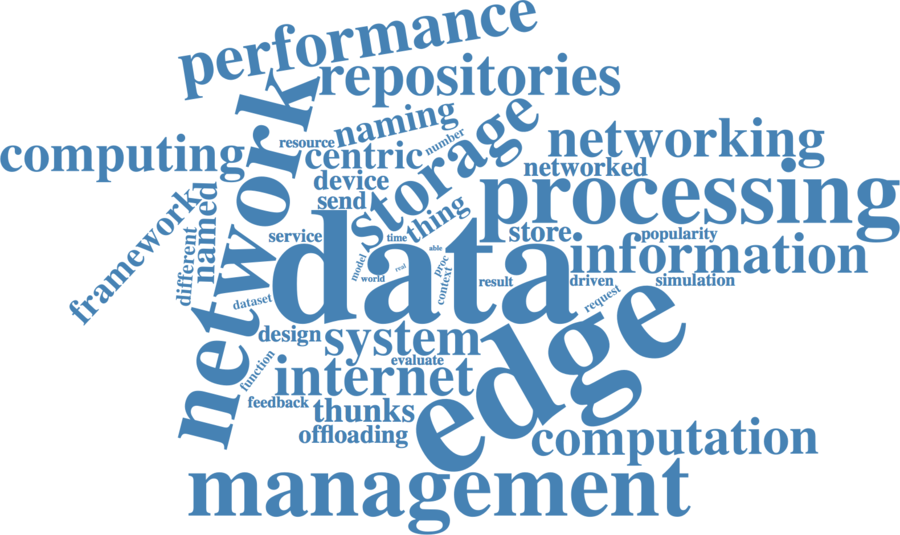 performance
repositories
network
naming
number
resource
centric
storage
computing
networking
networked
device
send
processing
framework
different
named
thing
service
time
store
popularity
data
able
information
model
world
real
proc
context
result
driven
simulation
dataset
request
edge
design
system
evaluate
function
internet
feedback
thunks
offloading
computation
management